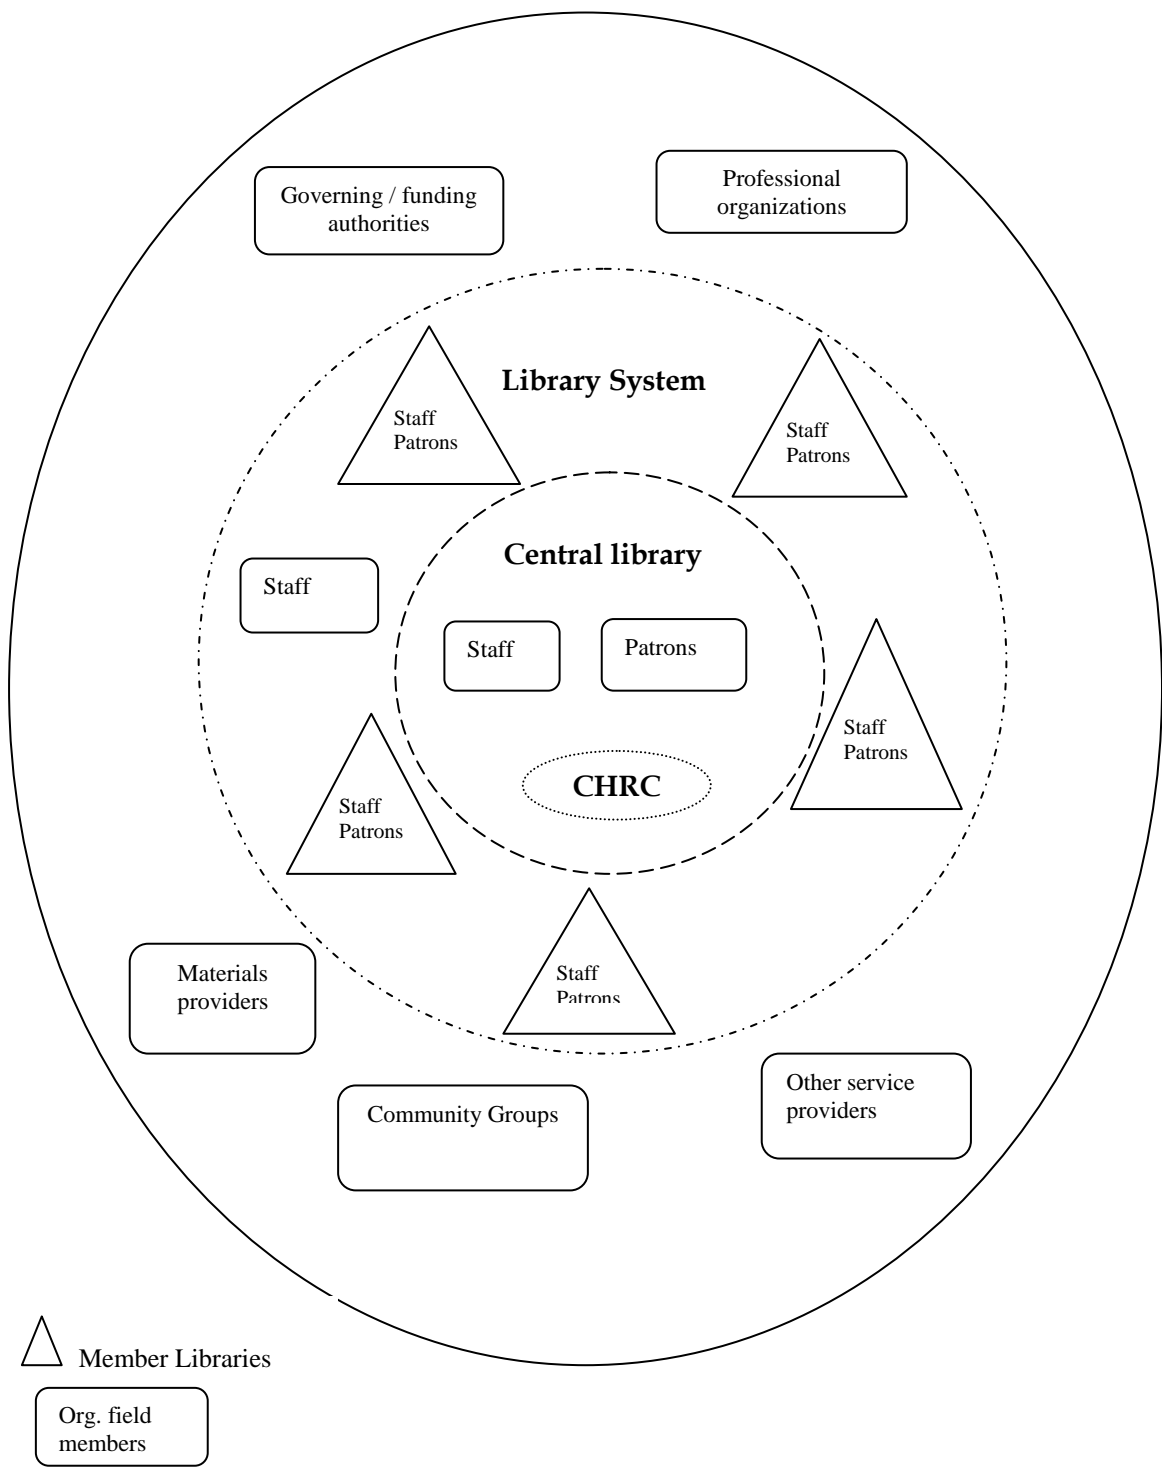 Governing / funding
authorities
Professional
organizations
Library System
Staff
Patrons
Staff
Patrons
Central library
Staff
Staff
Patrons
Staff
Patrons
CHRC
Staff
Patrons
Staff
Patrons
Materials
providers
Community Groups
Other service
providers
Member Libraries
Org. field
members